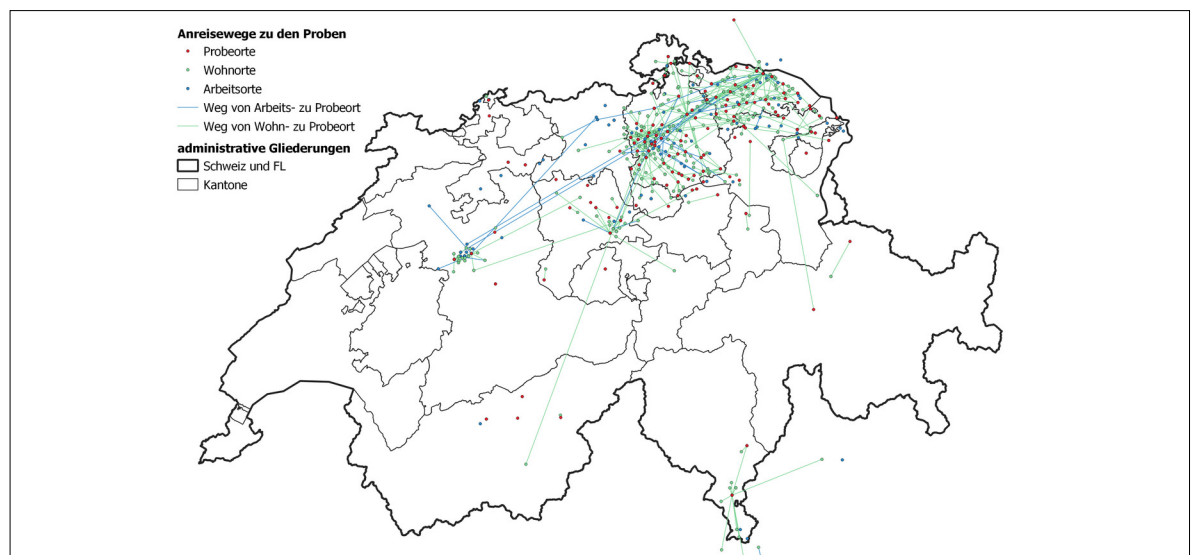 Anreisewege zu den Proben
Probeorte
Wohnorte
Arbeitsorte
Weg von Arbeits- zu Probeort
Weg von Wohn- zu Probeort
administrative Gliederungen
Schweiz und FL
Kantone